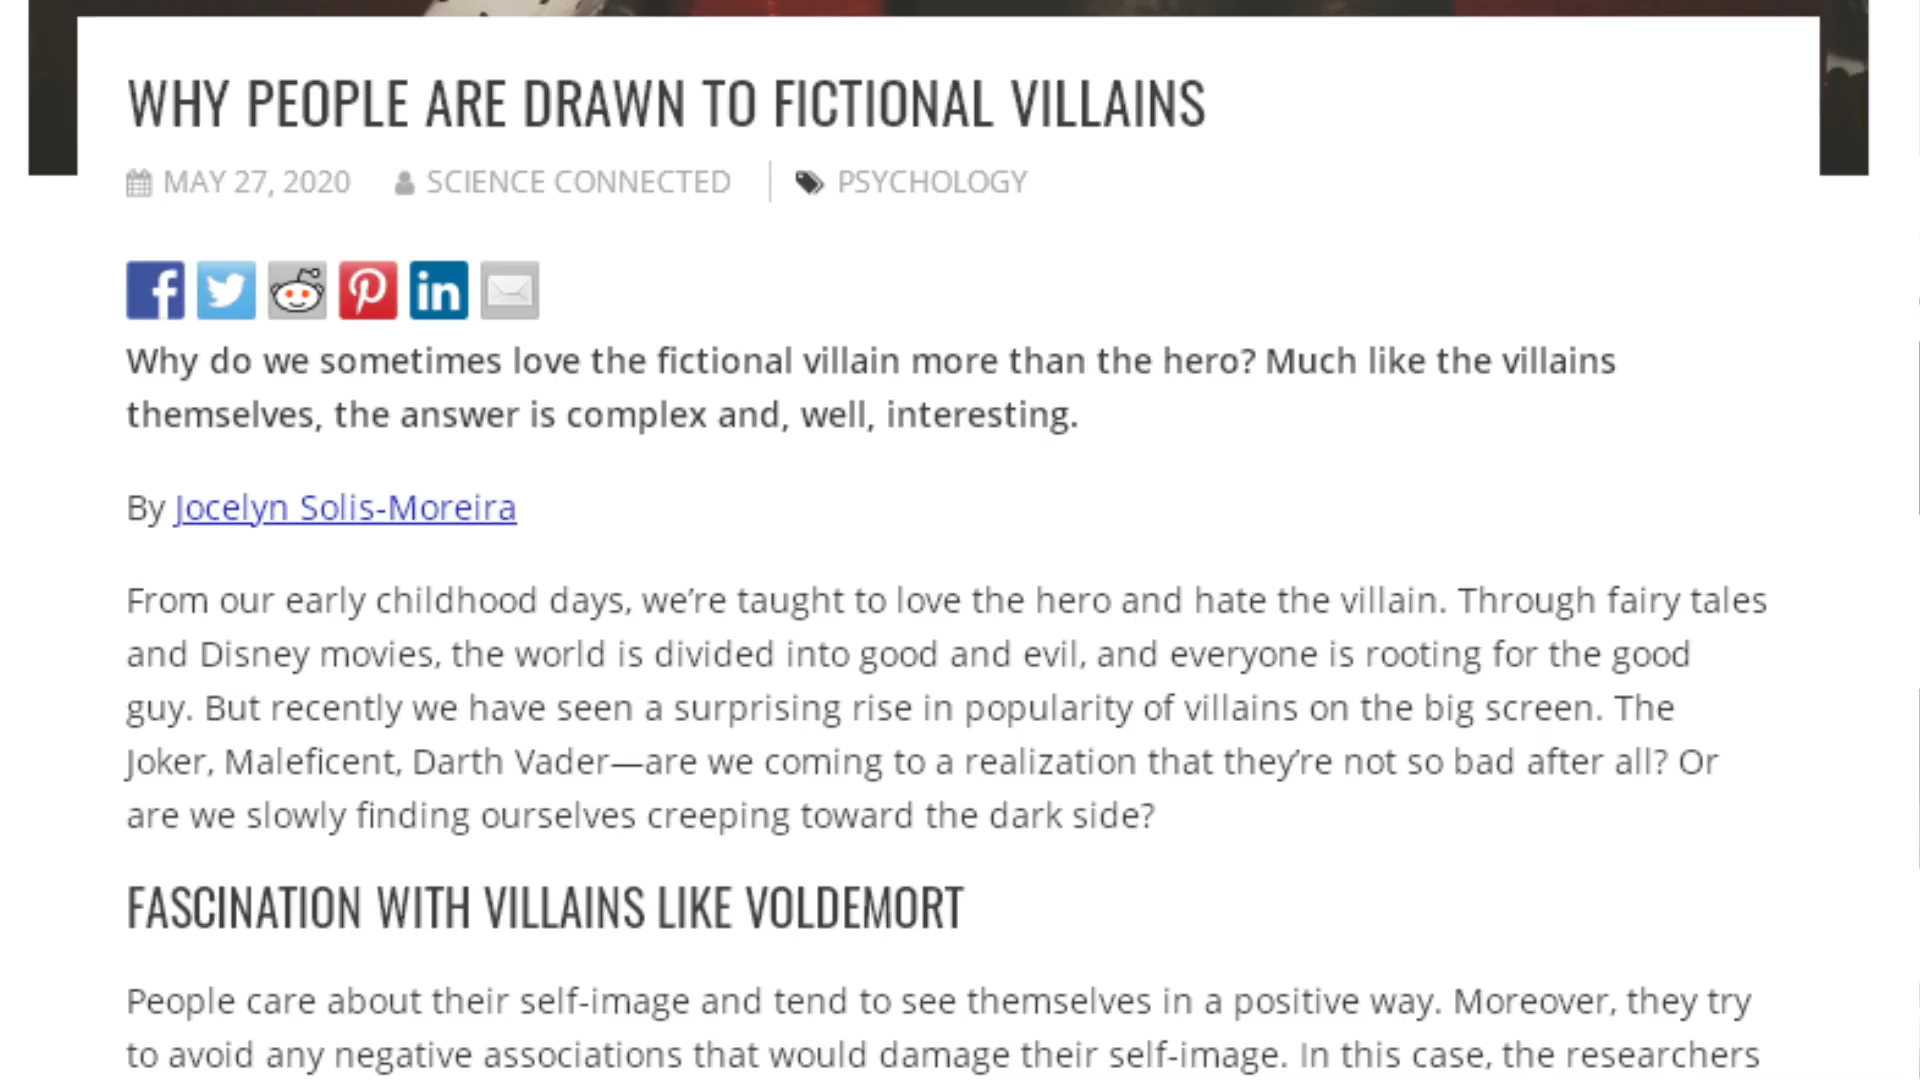 WHY PEOPLE ARE DRAWN TO FICTIONAL VILLAINS
MAY 27, 2020 SCIENCE CONNECTED PSYCHOLOGY
Why do we sometimes love the fictional villain more than the hero? Much like the villains
themselves, the answer is complex and, well, interesting.
By Jocelyn Solis-Moreira
From our early childhood days, we’re taught to love the hero and hate the villain. Through fairy tales
and Disney movies, the world is divided into good and evil, and everyone is rooting for the good
guy. But recently we have seen a surprising rise in popularity of villains on the big screen. The
Joker, Maleficent, Darth Vader—are we coming to a realization that they’re not so bad after all? Or
are we slowly finding ourselves creeping toward the dark side?
FASCINATION WITH VILLAINS LIKE VOLDEMORT
People care about their self-image and tend to see themselves in a positive way. Moreover, they try
to avoid any negative associations that would damage their self-image. In this case, the researchers